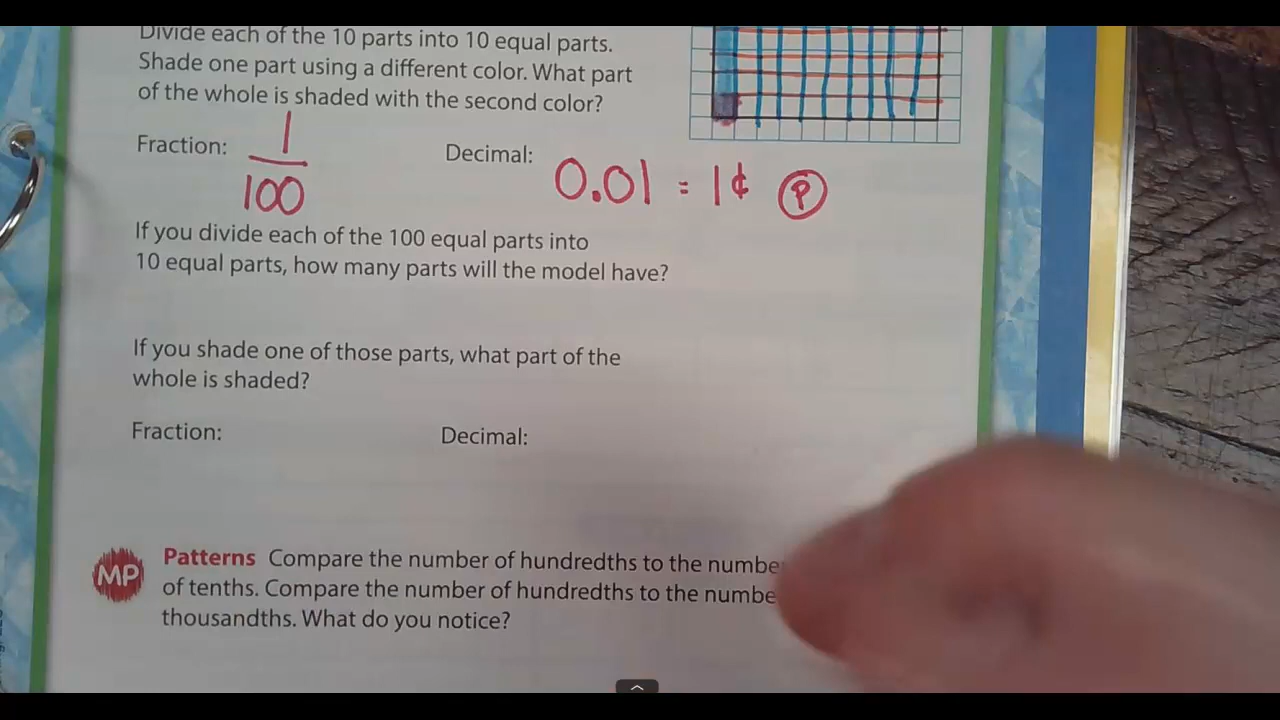 Divide each of the 10 parts into 10 equal parts.
Shade one part using a different color. What part
of the whole is shaded with the second color?
Fraction: 1/100 Decimal: 0.01 = 1¢ P
If you divide each of the 100 equal parts into
10 equal parts, how many parts will the model have?
If you shade one of those parts, what part of the
whole is shaded?
Fraction: Decimal:
MP Patterns Compare the number of hundredths to the
of tenths. Compare the number of hundredths to the
thousandths. What do you notice?